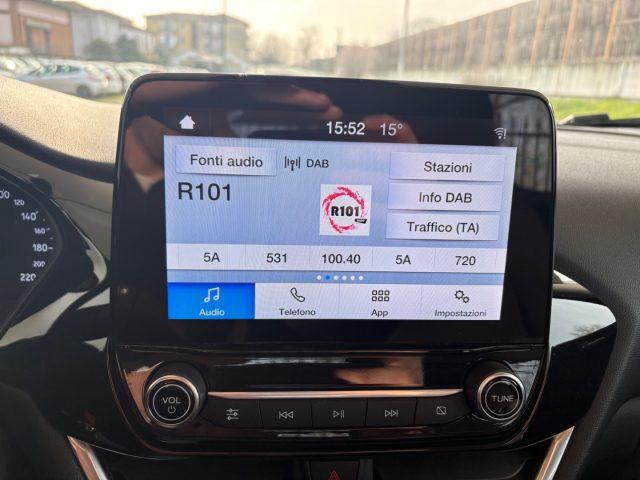 15:52 15°
Fonti audio
DAB
Stazioni
R101
R101
Info DAB
Traffico (TA)
5A 531 100.40 5A 720
Audio Telefono App Impostazioni
VOL
TUNE
120
140
160
180
200
220